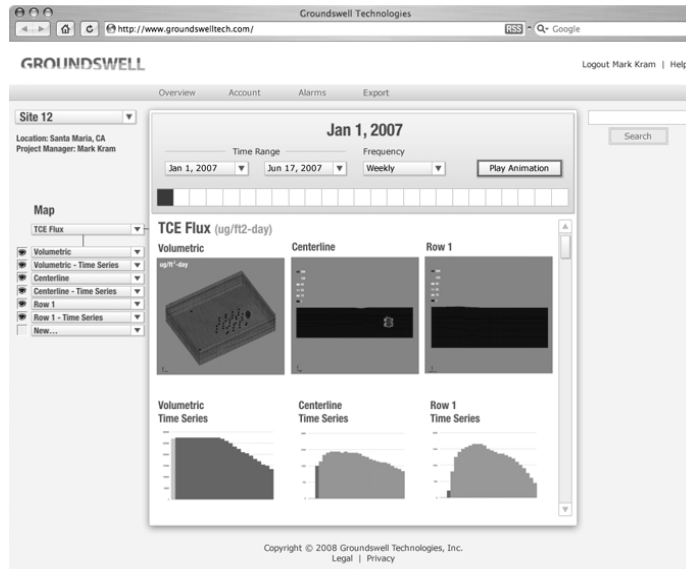 Groundswell Technologies
http://www.groundswelltech.com/
RSS
Google
GROUNDSWELL
Logout Mark Kram | Help
Overview Account Alarms Export
Site 12
Location: Santa Maria, CA
Project Manager: Mark Kram
Jan 1, 2007
Time Range Frequency
Jan 1, 2007 Jun 17, 2007 Weekly Play Animation
Search
Map
TCE Flux
Volumetric
Volumetric - Time Series
Centerline
Centerline - Time Series
Row 1
Row 1 - Time Series
New...
TCE Flux (ug/ft2-day)
Volumetric Centerline Row 1
ug/ft²-day
Volumetric
Time Series
Centerline
Time Series
Row 1
Time Series
Copyright © 2008 Groundswell Technologies, Inc.
Legal | Privacy